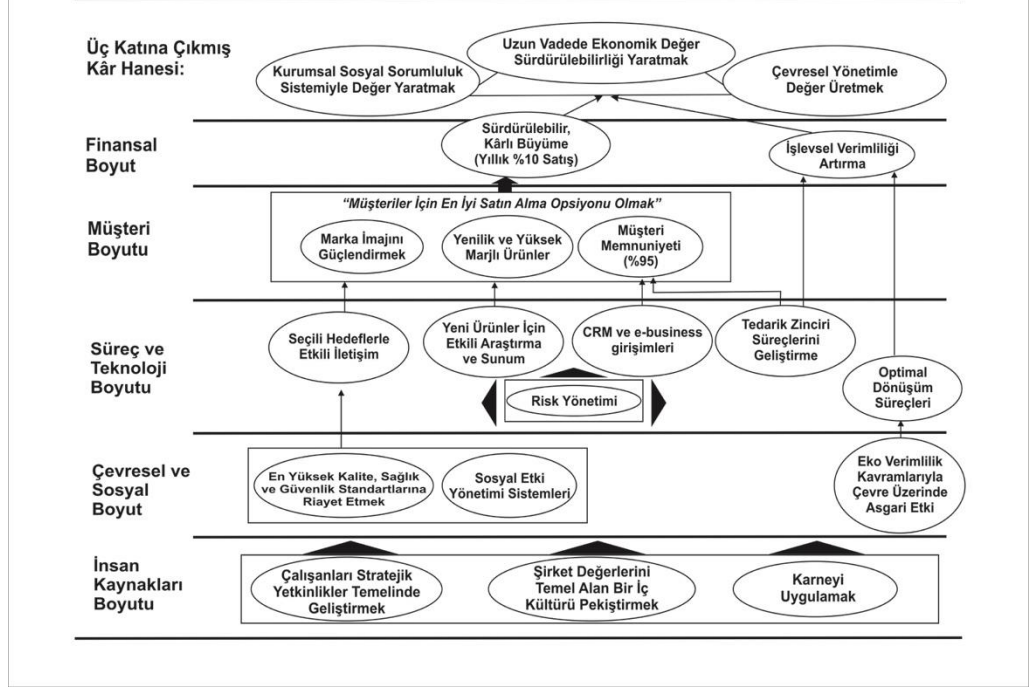 Üç Katına Çıkmış
Kâr Hanesi:
Uzun Vadede Ekonomik Değer
Sürdürülebilirliği Yaratmak
Kurumsal Sosyal Sorumluluk
Sistemiyle Değer Yaratmak
Çevresel Yönetimle
Değer Üretmek
Finansal
Boyut
Sürdürülebilir,
Kârlı Büyüme
(Yıllık %10 Satış)
İşlevsel Verimliliği
Artırma
Müşteri
Boyutu
“Müşteriler İçin En İyi Satın Alma Opsiyonu Olmak”
Marka İmajını
Güçlendirmek
Yenilik ve Yüksek
Marjlı Ürünler
Müşteri
Memnuniyeti
(%95)
Süreç ve
Teknoloji
Boyutu
Seçili Hedeflerle
Etkili İletişim
Yeni Ürünler İçin
Etkili Araştırma
ve Sunum
CRM ve e-business
girişimleri
Tedarik Zinciri
Süreçlerini
Geliştirme
Risk Yönetimi
Optimal
Dönüşüm
Süreçleri
Çevresel ve
Sosyal
Boyut
En Yüksek Kalite, Sağlık
ve Güvenlik Standartlarına
Riayet Etmek
Sosyal Etki
Yönetimi Sistemleri
Eko Verimlilik
Kavramlarıyla
Çevre Üzerinde
Asgari Etki
İnsan
Kaynakları
Boyutu
Çalışanları Stratejik
Yetkinlikler Temelinde
Geliştirmek
Şirket Değerlerini
Temel Alan Bir İç
Kültürü Pekiştirmek
Karneyi
Uygulamak